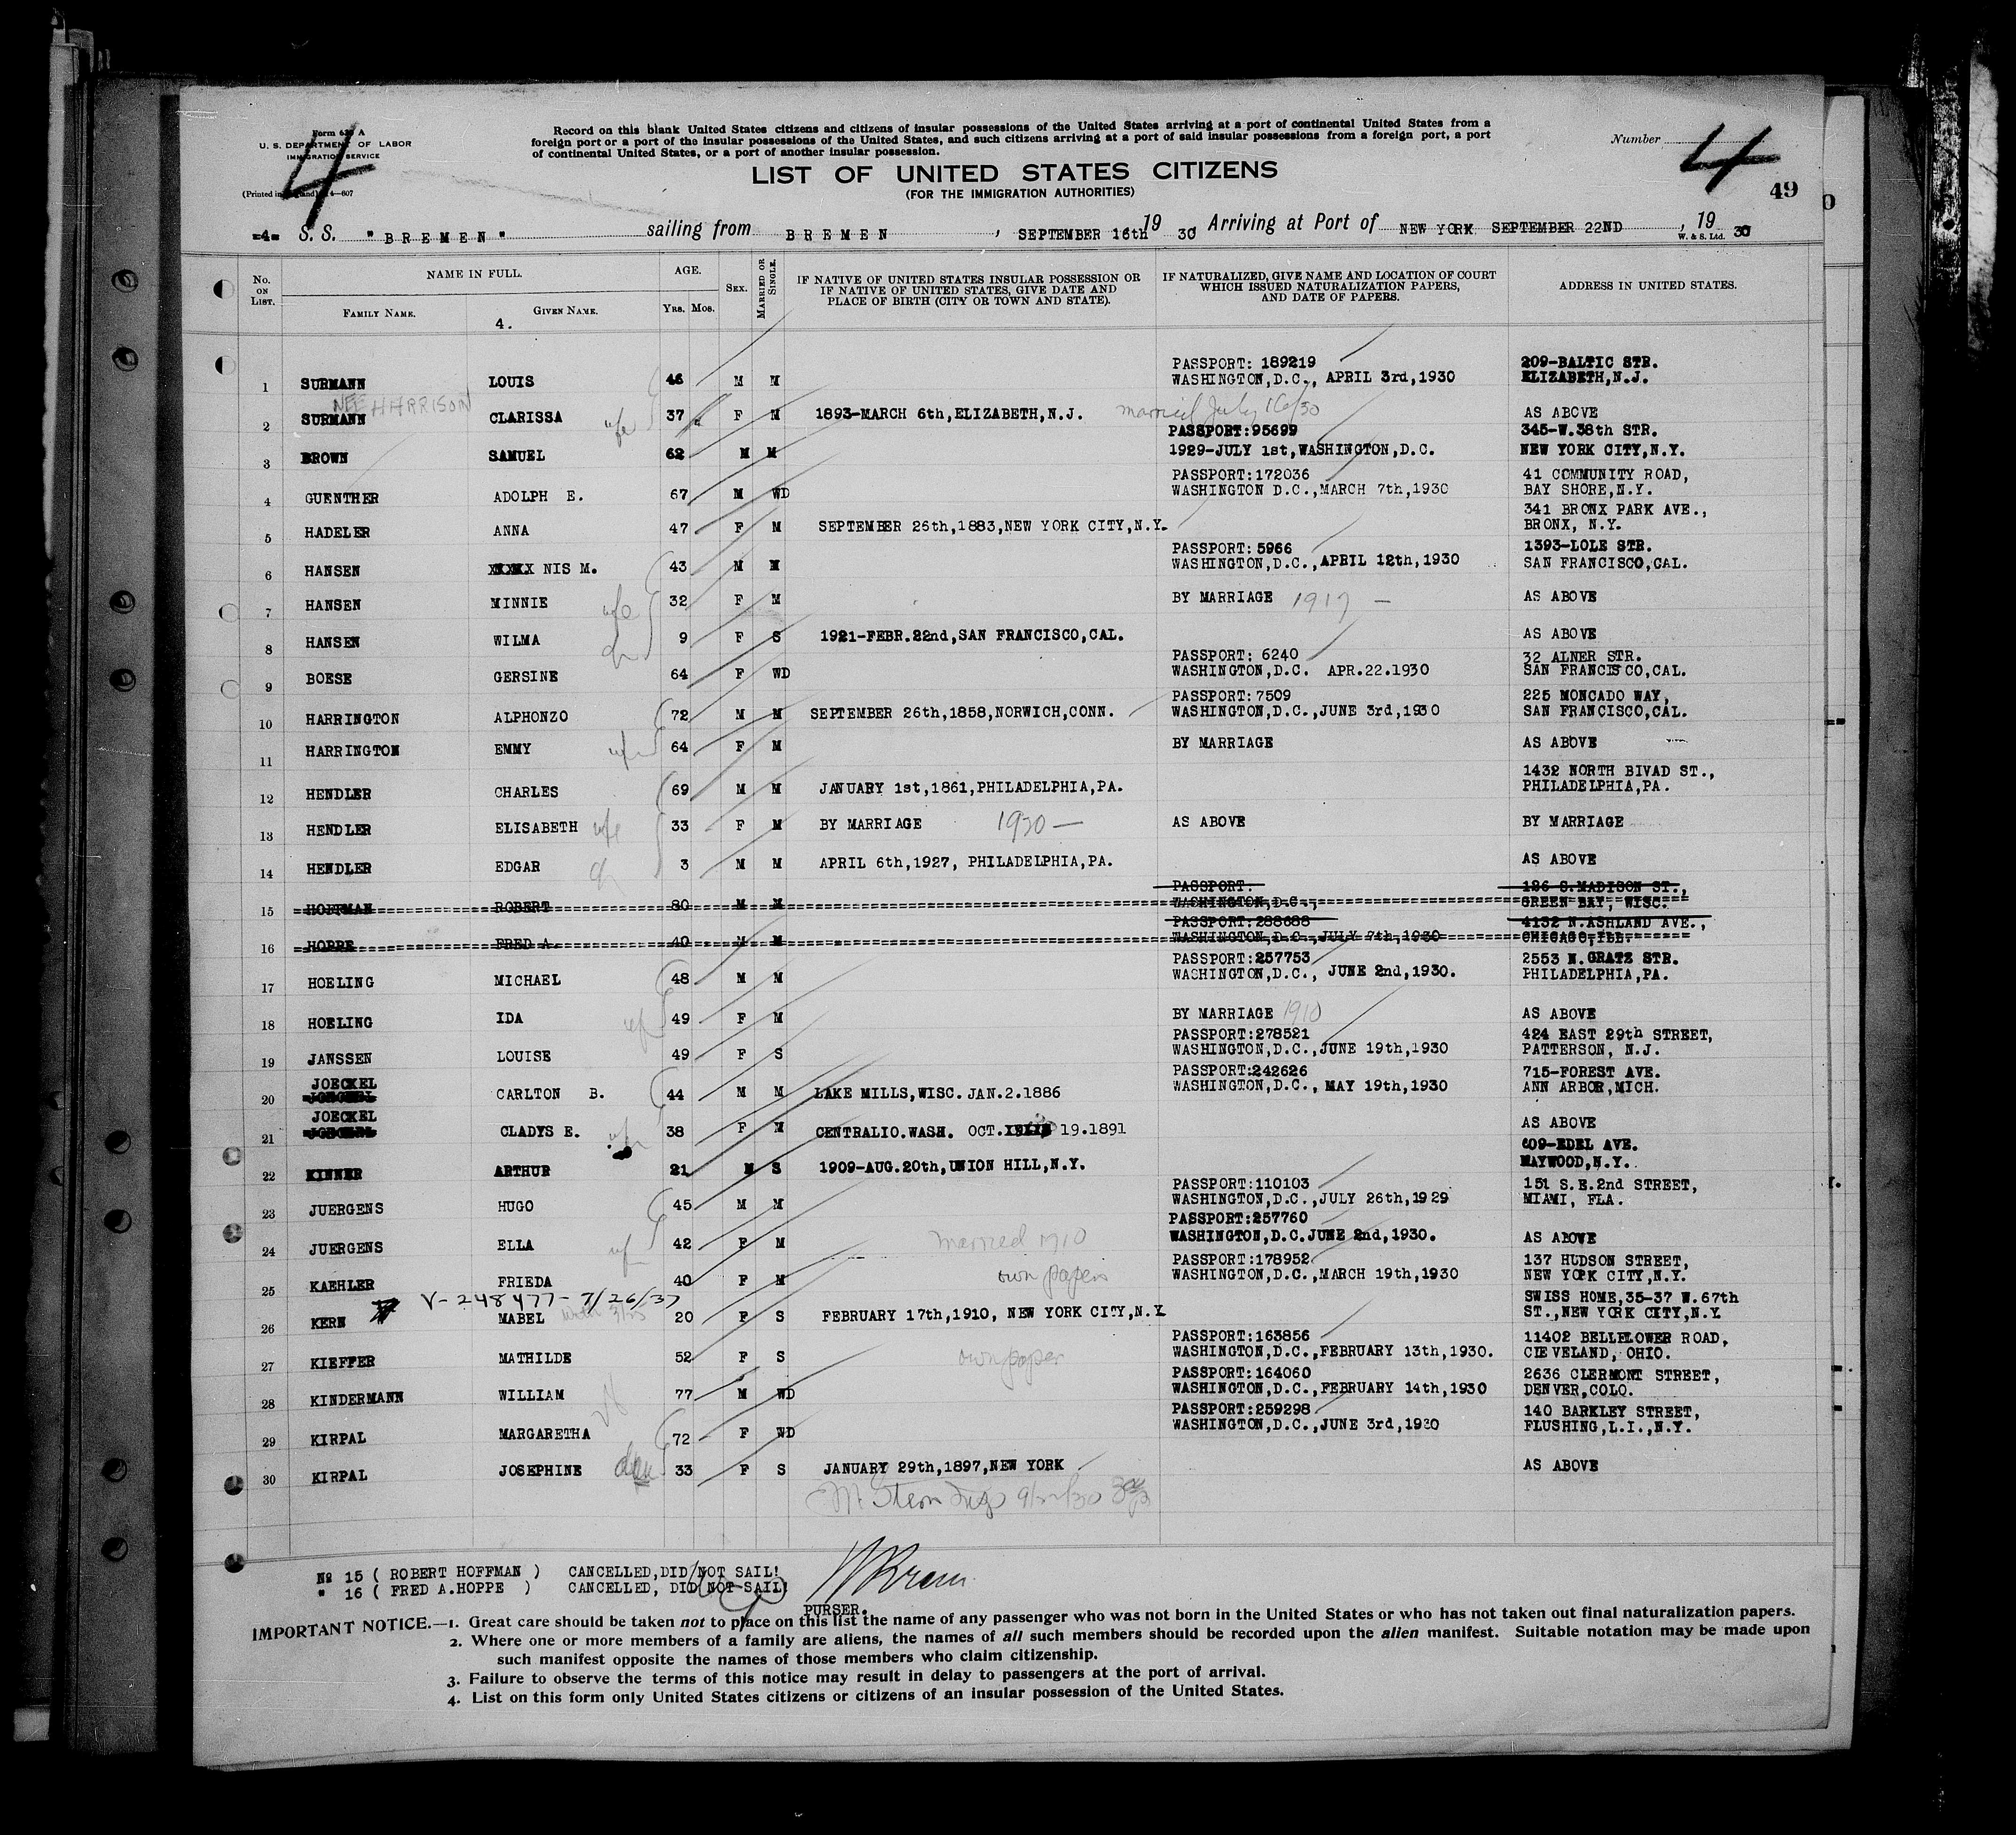 Form 630 A
U. S. DEPARTMENT OF LABOR
IMMIGRATION SERVICE
4
Record on this blank United States citizens and citizens of insular possessions of the United States arriving at a port of continental United States from a
foreign port or a port of the insular possessions of the United States, and such citizens arriving at a port of said insular possessions from a foreign port, a port
of continental United States, or a port of another insular possession.
Number 4
49
LIST OF UNITED STATES CITIZENS
(FOR THE IMMIGRATION AUTHORITIES)
-4- S. S. "BREMEN" sailing from BREMEN, SEPTEMBER 16th 19 30 Arriving at Port of NEW YORK SEPTEMBER 22ND, 19 30
W. & S. Ltd.
No. ON LIST. NAME IN FULL. FAMILY NAME. GIVEN NAME. AGE. YRS. MOS. SEX. MARRIED OR SINGLE. IF NATIVE OF UNITED STATES INSULAR POSSESSION OR IF NATIVE OF UNITED STATES, GIVE DATE AND PLACE OF BIRTH (CITY OR TOWN AND STATE). IF NATURALIZED, GIVE NAME AND LOCATION OF COURT WHICH ISSUED NATURALIZATION PAPERS, AND DATE OF PAPERS. ADDRESS IN UNITED STATES.
4.
PASSPORT: 189219 209-BALTIC STR.
1 SURMANN LOUIS 46 M M WASHINGTON,D.C., APRIL 3rd,1930 ELIZABETH,N.J.
NEE HARRISON
2 SURMANN CLARISSA wfe 37 F M 1893-MARCH 6th,ELIZABETH,N.J. married July 16/30 AS ABOVE
PASSPORT:95699 345-W.38th STR.
3 BROWN SAMUEL 62 M M 1929-JULY 1st,WASHINGTON,D.C. NEW YORK CITY,N.Y.
PASSPORT:172036 41 COMMUNITY ROAD,
4 GUENTHER ADOLPH E. 67 M WD WASHINGTON D.C.,MARCH 7th,1930 BAY SHORE,N.Y.
341 BRONX PARK AVE.,
5 HADELER ANNA 47 F M SEPTEMBER 26th,1883,NEW YORK CITY,N.Y. BRONX, N.Y.
PASSPORT: 5966 1393-LOLE STR.
6 HANSEN XXXXX NIS M. 43 M M WASHINGTON,D.C.,APRIL 12th,1930 SAN FRANCISCO,CAL.
7 HANSEN MINNIE wfe 32 F M BY MARRIAGE 1917 — AS ABOVE
8 HANSEN WILMA ch 9 F S 1921-FEBR.22nd,SAN FRANCISCO,CAL. AS ABOVE
PASSPORT: 6240 32 ALNER STR.
9 BOESE GERSINE 64 F WD WASHINGTON,D.C. APR.22.1930 SAN FRANCISCO,CAL.
PASSPORT:7509 225 MONCADO WAY,
10 HARRINGTON ALPHONZO 72 M M SEPTEMBER 26th,1858,NORWICH,CONN. WASHINGTON,D.C.,JUNE 3rd,1930 SAN FRANCISCO,CAL.
11 HARRINGTON EMMY wfe 64 F M BY MARRIAGE AS ABOVE
1432 NORTH BIVAD ST.,
12 HENDLER CHARLES 69 M M JANUARY 1st,1861,PHILADELPHIA,PA. PHILADELPHIA,PA.
13 HENDLER ELISABETH wfe 33 F M BY MARRIAGE 1920 — AS ABOVE BY MARRIAGE
14 HENDLER EDGAR ch 3 M M APRIL 6th,1927, PHILADELPHIA,PA. AS ABOVE
PASSPORT: 126 S.MADISON ST.,
15 HOFFMAN ROBERT 80 M M WASHINGTON,D.C., GREEN BAY, WISC.
PASSPORT:288688 4132 N.ASHLAND AVE.,
16 HOPPE FRED A. 40 M M WASHINGTON,D.C.,JULY 7th,1930 CHICAGO,ILL.
PASSPORT:257753 2553 N.GRATZ STR.
17 HOELING MICHAEL 48 M M WASHINGTON,D.C., JUNE 2nd,1930. PHILADELPHIA,PA.
18 HOELING IDA wf 49 F M BY MARRIAGE 1910 AS ABOVE
PASSPORT:278521 424 EAST 29th STREET,
19 JANSSEN LOUISE 49 F S WASHINGTON,D.C.,JUNE 19th,1930 PATTERSON, N.J.
JOECKEL PASSPORT:242626 715-FOREST AVE.
20 CARLTON B. 44 M M LAKE MILLS,WISC. JAN.2.1886 WASHINGTON,D.C., MAY 19th,1930 ANN ARBOR,MICH.
JOECKEL
21 CLADYS E. wfe 38 F M CENTRALIO.WASH. OCT. 19.1891 AS ABOVE
609-EDEL AVE.
22 KINNER ARTHUR 21 M S 1909-AUG.20th,UNION HILL,N.Y. MAYWOOD,N.Y.
PASSPORT:110103 151 S.E.2nd STREET,
23 JUERGENS HUGO 45 M M WASHINGTON,D.C.,JULY 26th,1929 MIAMI, FLA.
PASSPORT:257760
24 JUERGENS ELLA wf 42 F M married 1910 WASHINGTON,D.C.JUNE 2nd,1930. AS ABOVE
PASSPORT:178952 137 HUDSON STREET,
25 KAEHLER FRIEDA 40 F M own papers WASHINGTON,D.C.,MARCH 19th,1930 NEW YORK CITY,N.Y.
V-248477-7/26/37 SWISS HOME,35-37 W.67th
26 KERN MABEL 20 F S FEBRUARY 17th,1910, NEW YORK CITY,N.Y ST.,NEW YORK CITY,N.Y.
PASSPORT:163856 11402 BELLFLOWER ROAD,
27 KIEFFER MATHILDE 52 F S own paper WASHINGTON,D.C.,FEBRUARY 13th,1930. CLEVELAND, OHIO.
PASSPORT:164060 2636 CLERMONT STREET,
28 KINDERMANN WILLIAM 77 M WD WASHINGTON,D.C.,FEBRUARY 14th,1930 DENVER,COLO.
PASSPORT:259298 140 BARKLEY STREET,
29 KIRPAL MARGARETHA 72 F WD WASHINGTON,D.C.,JUNE 3rd,1930 FLUSHING,L.I.,N.Y.
30 KIRPAL JOSEPHINE dau 33 F S JANUARY 29th,1897,NEW YORK AS ABOVE
M Stern Insp 9/22/30
№ 15 ( ROBERT HOFFMAN ) CANCELLED,DID NOT SAIL!
" 16 ( FRED A.HOPPE ) CANCELLED, DID NOT SAIL!
PURSER.
IMPORTANT NOTICE.—1. Great care should be taken not to place on this list the name of any passenger who was not born in the United States or who has not taken out final naturalization papers.
2. Where one or more members of a family are aliens, the names of all such members should be recorded upon the alien manifest. Suitable notation may be made upon
such manifest opposite the names of those members who claim citizenship.
3. Failure to observe the terms of this notice may result in delay to passengers at the port of arrival.
4. List on this form only United States citizens or citizens of an insular possession of the United States.